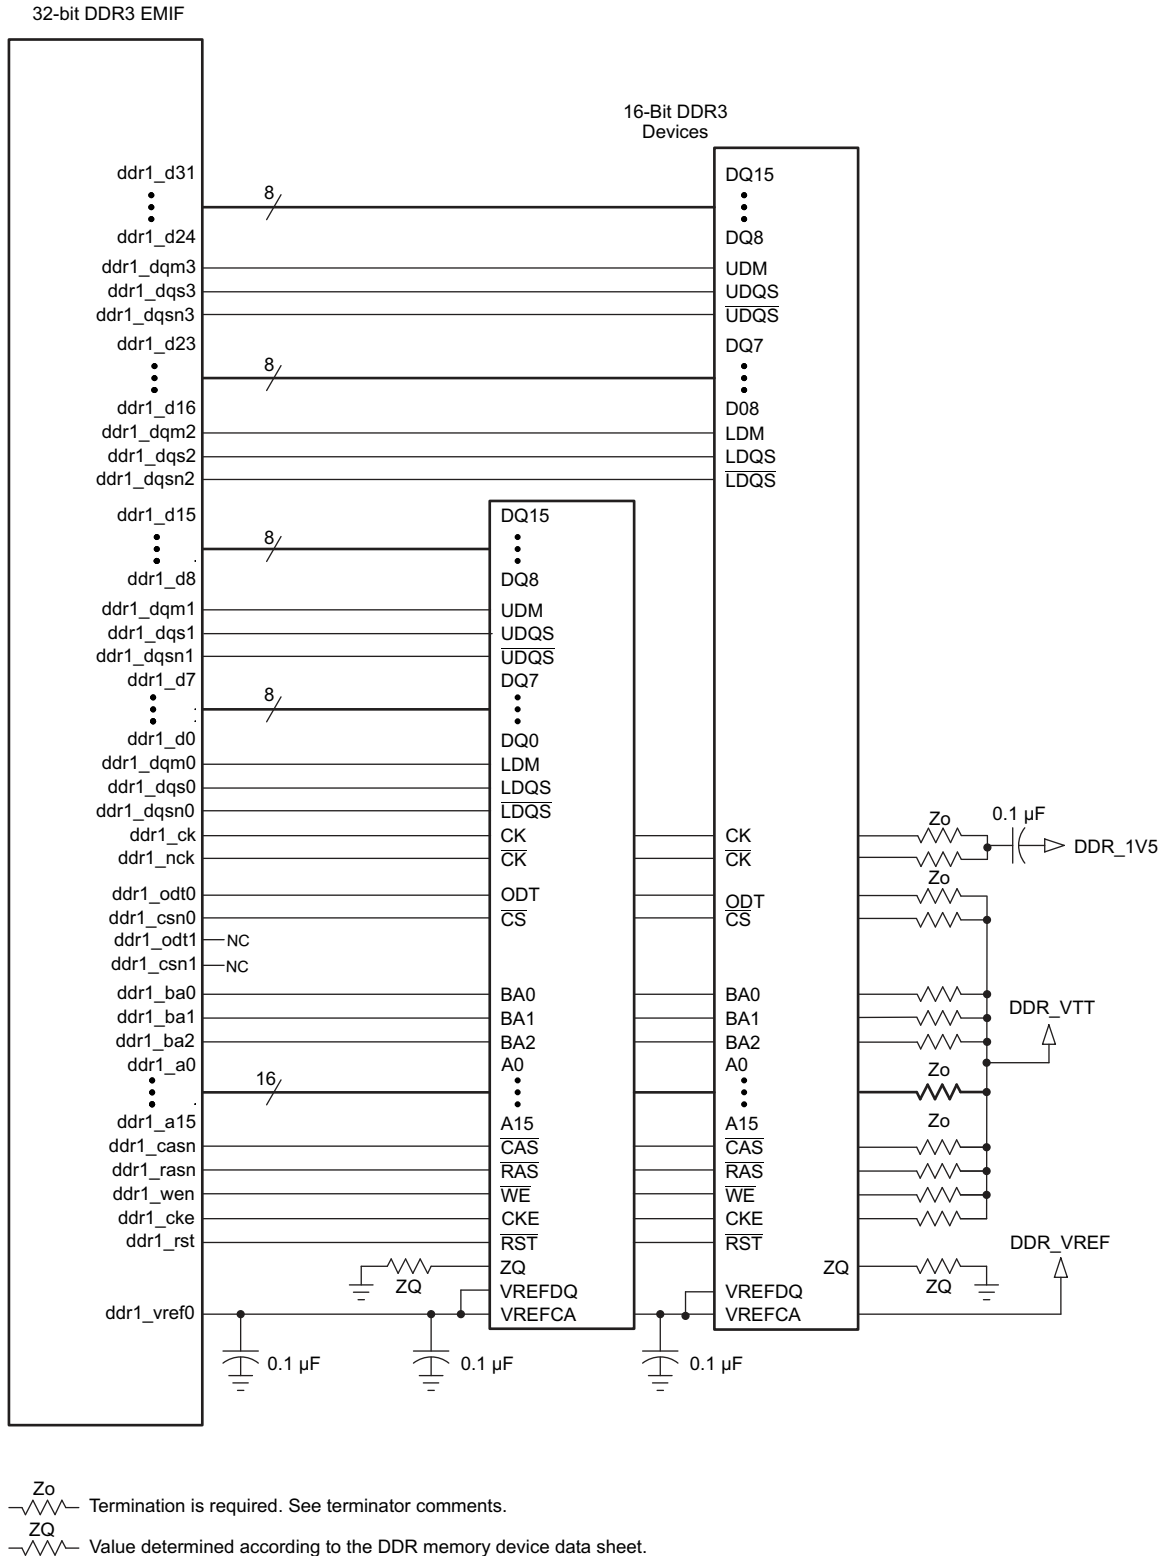 32-bit DDR3 EMIF
16-Bit DDR3
Devices
ddr1_d31
8
DQ15
ddr1_d24
DQ8
ddr1_dqm3
UDM
ddr1_dqs3
UDQS
ddr1_dqsn3
UDQS
ddr1_d23
8
DQ7
ddr1_d16
D08
ddr1_dqm2
LDM
ddr1_dqs2
LDQS
ddr1_dqsn2
LDQS
ddr1_d15
8
DQ15
ddr1_d8
DQ8
ddr1_dqm1
UDM
ddr1_dqs1
UDQS
ddr1_dqsn1
UDQS
ddr1_d7
8
DQ7
ddr1_d0
DQ0
ddr1_dqm0
LDM
ddr1_dqs0
LDQS
ddr1_dqsn0
LDQS
Zo
0.1 µF
ddr1_ck
CK
CK
DDR_1V5
ddr1_nck
CK
CK
Zo
ddr1_odt0
ODT
ODT
ddr1_csn0
CS
CS
ddr1_odt1
NC
ddr1_csn1
NC
ddr1_ba0
BA0
BA0
DDR_VTT
ddr1_ba1
BA1
BA1
ddr1_ba2
BA2
BA2
ddr1_a0
A0
A0
Zo
16
ddr1_a15
A15
A15
Zo
ddr1_casn
CAS
CAS
ddr1_rasn
RAS
RAS
ddr1_wen
WE
WE
ddr1_cke
CKE
CKE
ddr1_rst
RST
RST
DDR_VREF
ZQ
ZQ
ZQ
ZQ
VREFDQ
VREFDQ
ddr1_vref0
VREFCA
VREFCA
0.1 µF
0.1 µF
0.1 µF
Zo
Termination is required. See terminator comments.
ZQ
Value determined according to the DDR memory device data sheet.